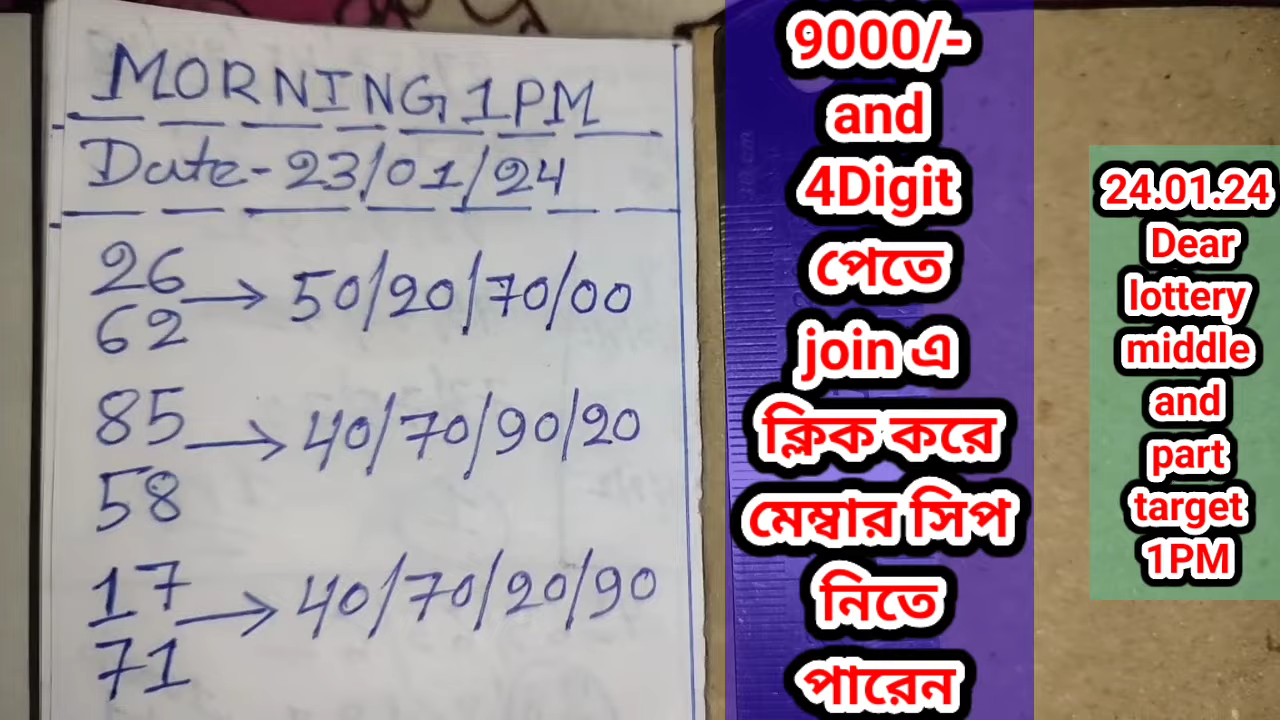 MORNING 1PM
Date-23/01/24
26
62 → 50/20/70/00
85
58 → 40/70/90/20
17
71 → 40/70/20/90
9000/-
and
4Digit
পেতে
join এ
ক্লিক করে
মেম্বার সিপ
নিতে
পারেন
24.01.24
Dear
lottery
middle
and
part
target
1PM